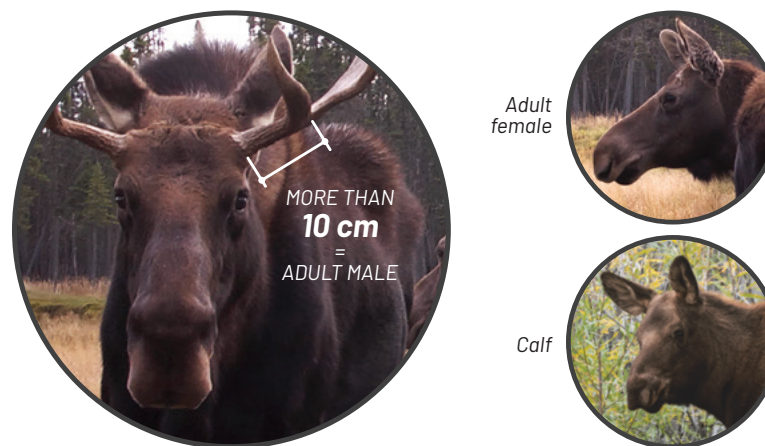 MORE THAN
10 cm
=
ADULT MALE
Adult
female
Calf